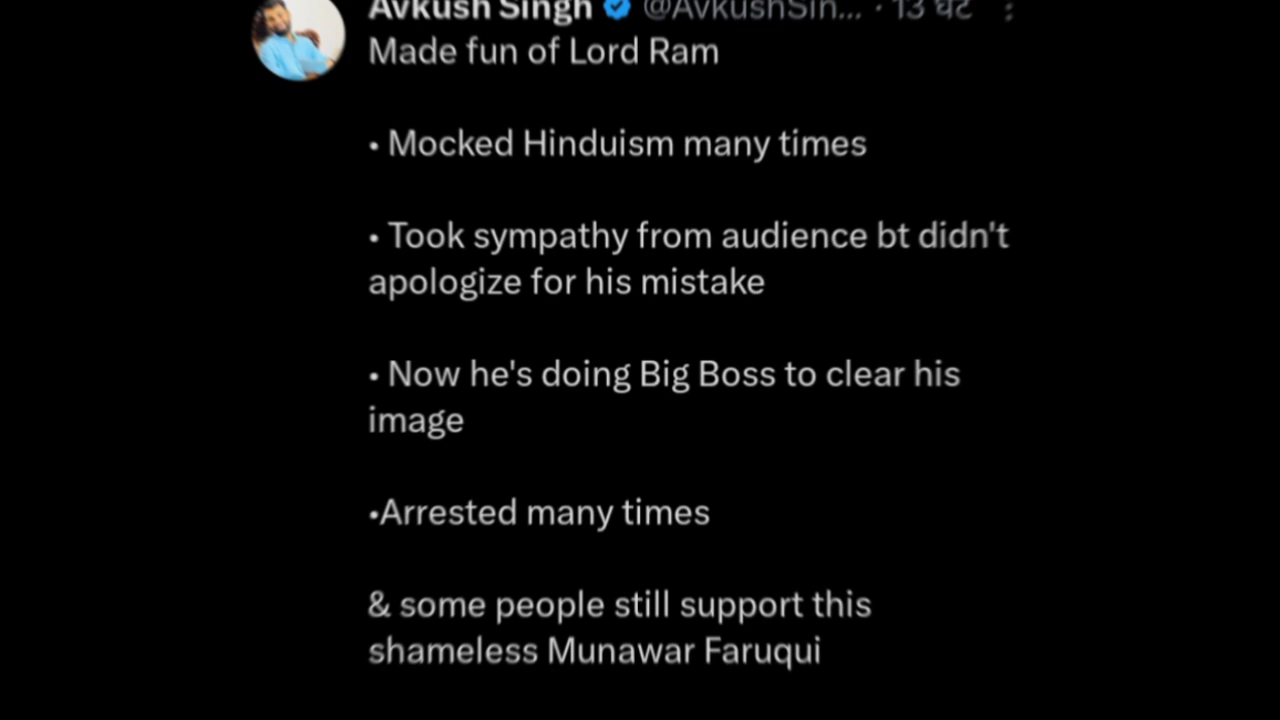 Avkush Singh @AvkushSin... · 13 घंटे
Made fun of Lord Ram
• Mocked Hinduism many times
• Took sympathy from audience bt didn't
apologize for his mistake
• Now he's doing Big Boss to clear his
image
•Arrested many times
& some people still support this
shameless Munawar Faruqui